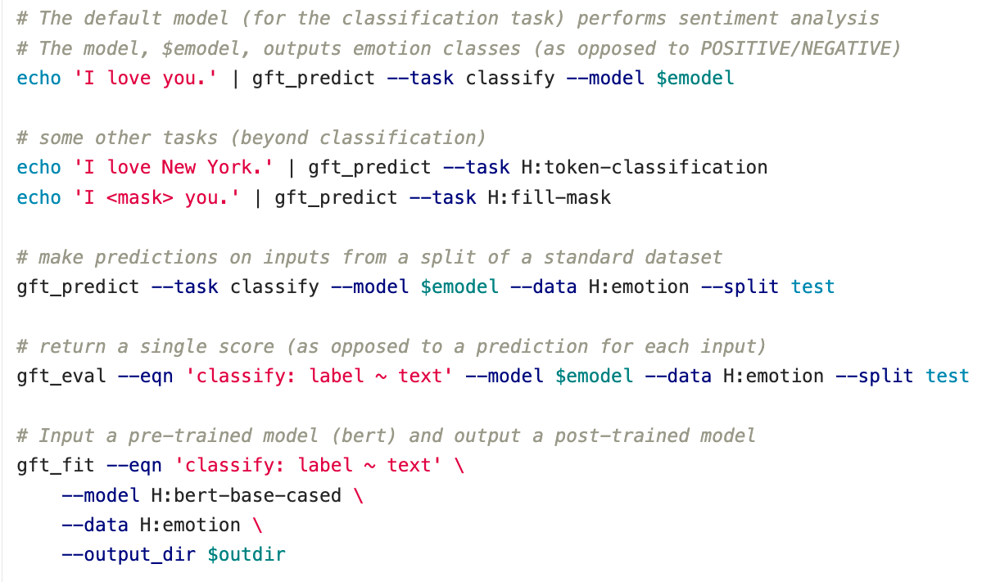 # The default model (for the classification task) performs sentiment analysis
# The model, $emodel, outputs emotion classes (as opposed to POSITIVE/NEGATIVE)
echo 'I love you.' | gft_predict --task classify --model $emodel
# some other tasks (beyond classification)
echo 'I love New York.' | gft_predict --task H:token-classification
echo 'I <mask> you.' | gft_predict --task H:fill-mask
# make predictions on inputs from a split of a standard dataset
gft_predict --task classify --model $emodel --data H:emotion --split test
# return a single score (as opposed to a prediction for each input)
gft_eval --eqn 'classify: label ~ text' --model $emodel --data H:emotion --split test
# Input a pre-trained model (bert) and output a post-trained model
gft_fit --eqn 'classify: label ~ text' \
    --model H:bert-base-cased \
    --data H:emotion \
    --output_dir $outdir